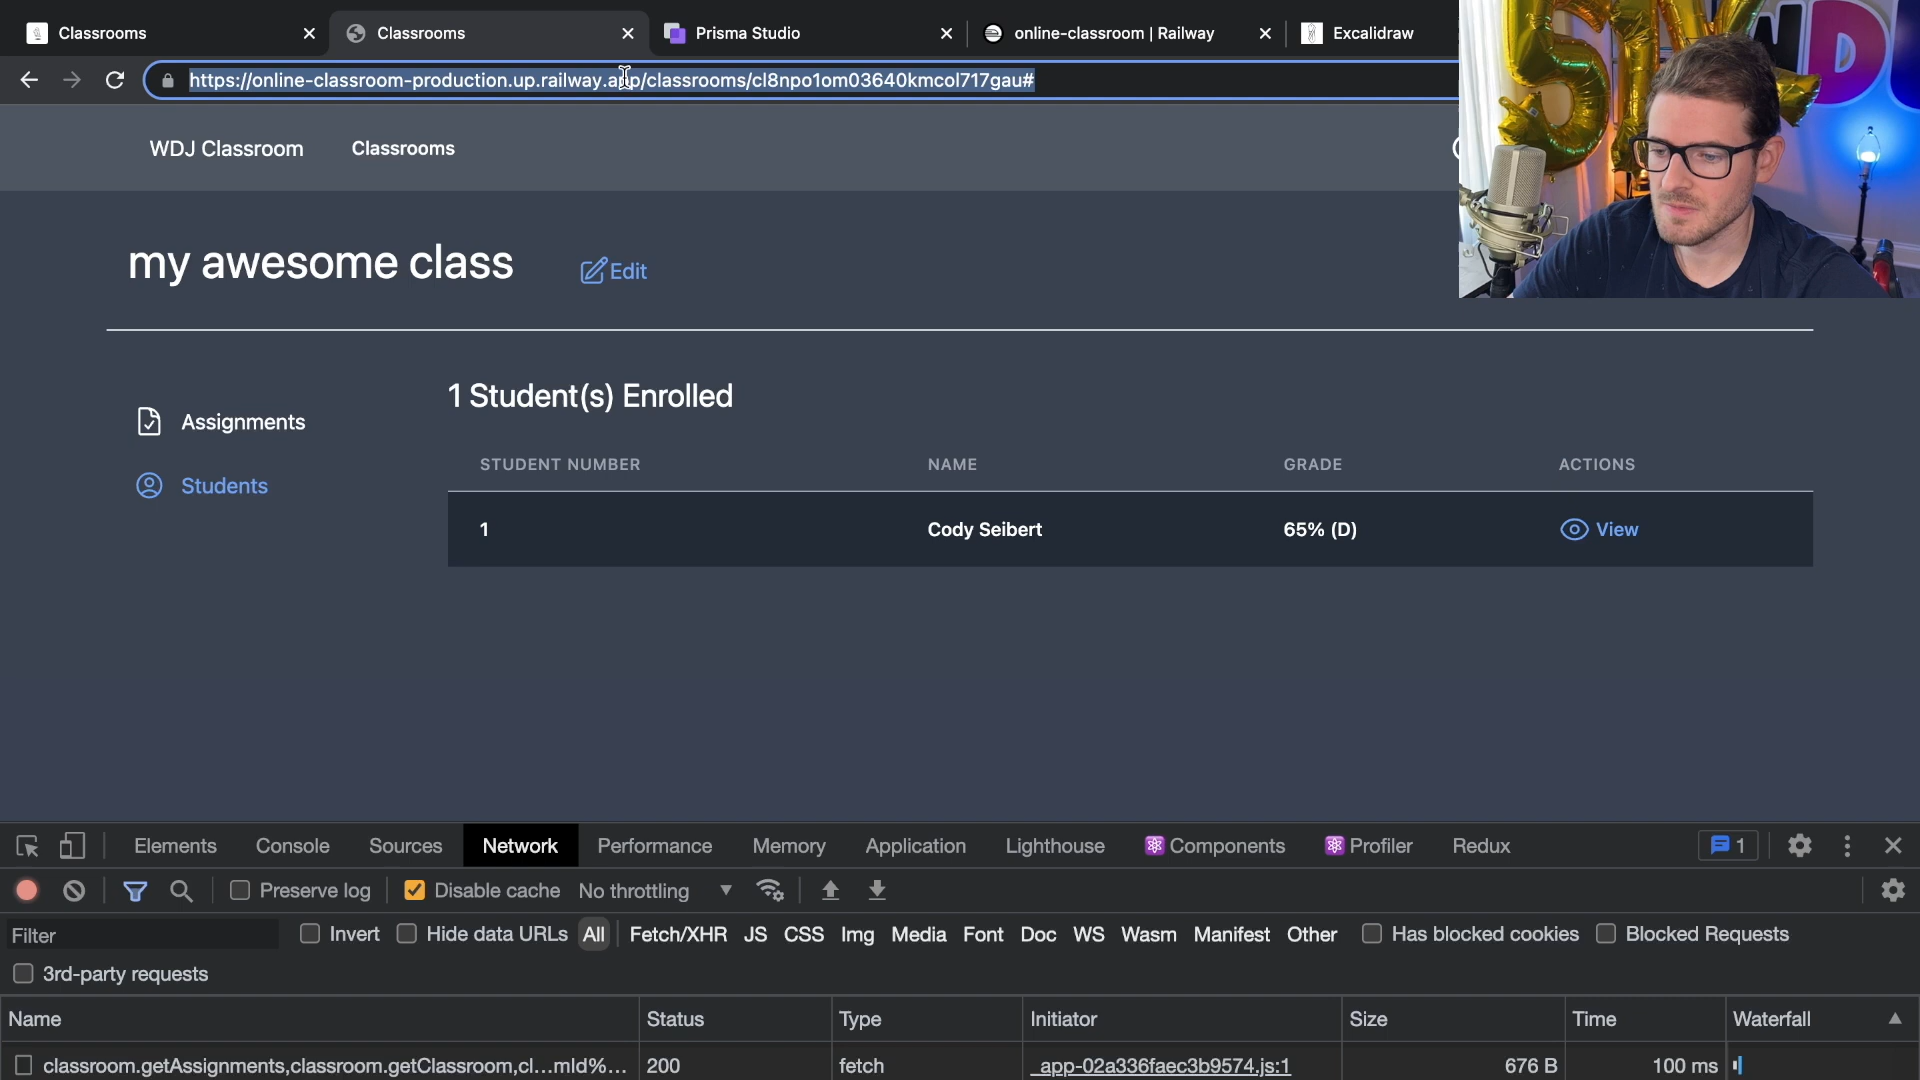 Classrooms
Classrooms
Prisma Studio
online-classroom | Railway
Excalidraw
https://online-classroom-production.up.railway.app/classrooms/cl8npo1om03640kmcol717gau#
WDJ Classroom
Classrooms
my awesome class
Edit
1 Student(s) Enrolled
Assignments
Students
STUDENT NUMBER
NAME
GRADE
ACTIONS
1
Cody Seibert
65% (D)
View
Elements
Console
Sources
Network
Performance
Memory
Application
Lighthouse
Components
Profiler
Redux
1
Preserve log
Disable cache
No throttling
Filter
Invert
Hide data URLs
All
Fetch/XHR
JS
CSS
Img
Media
Font
Doc
WS
Wasm
Manifest
Other
Has blocked cookies
Blocked Requests
3rd-party requests
Name
Status
Type
Initiator
Size
Time
Waterfall
classroom.getAssignments,classroom.getClassroom,cl...mId%...
200
fetch
_app-02a336faec3b9574.js:1
676 B
100 ms